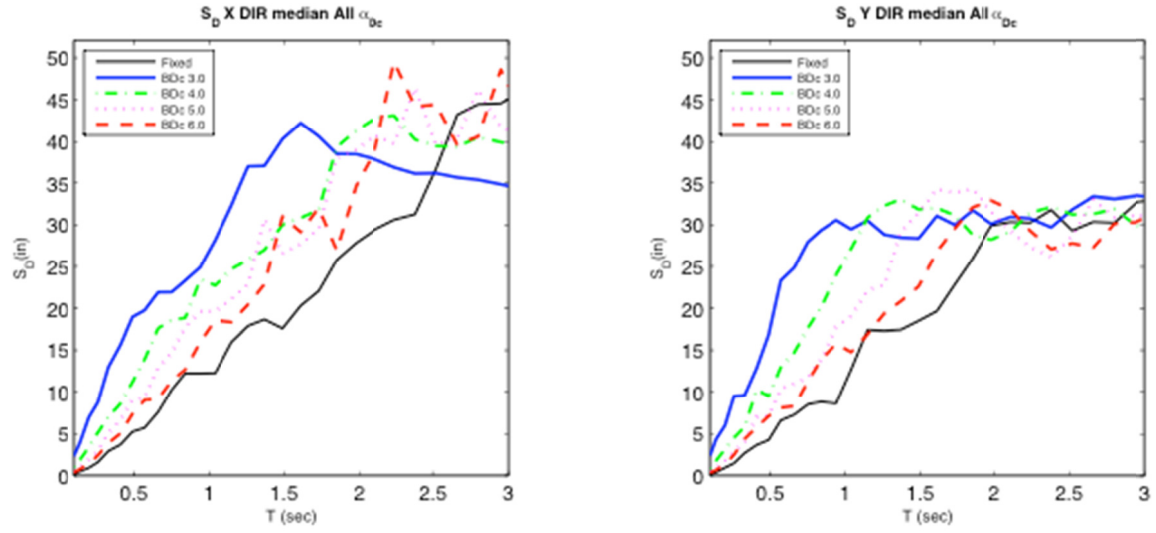 S_D X DIR median All α_Dc
50
45
40
35
30
25
20
15
10
5
0
S_D(in)
Fixed
BDc 3.0
BDc 4.0
BDc 5.0
BDc 6.0
0.5 1 1.5 2 2.5 3
T (sec)
S_D Y DIR median All α_Dc
50
45
40
35
30
25
20
15
10
5
0
S_D(in)
Fixed
BDc 3.0
BDc 4.0
BDc 5.0
BDc 6.0
0.5 1 1.5 2 2.5 3
T (sec)